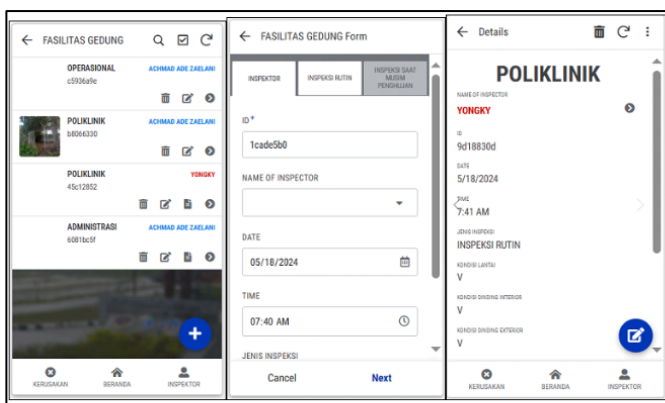 FASILITAS GEDUNG
OPERASIONAL
ACHMAD ADE ZAELANI
c5936a9e
POLIKLINIK
ACHMAD ADE ZAELANI
b8066330
POLIKLINIK
YONGKY
45c12852
ADMINISTRASI
ACHMAD ADE ZAELANI
6081bc5f
KERUSAKAN
BERANDA
INSPEKTOR
FASILITAS GEDUNG Form
INSPEKTOR
INSPEKSI RUTIN
INSPEKSI SAAT
MUSIM
PENGHUJAN
ID*
1cade5b0
NAME OF INSPECTOR
DATE
05/18/2024
TIME
07:40 AM
JENIS INSPEKSI
Cancel
Next
Details
POLIKLINIK
NAME OF INSPECTOR
YONGKY
ID
9d18830d
DATE
5/18/2024
TIME
7:41 AM
JENIS INSPEKSI
INSPEKSI RUTIN
KONDISI LANTAI
V
KONDISI DINDING INTERIOR
V
KONDISI DINDING EXTERIOR
V
KERUSAKAN
BERANDA
INSPEKTOR